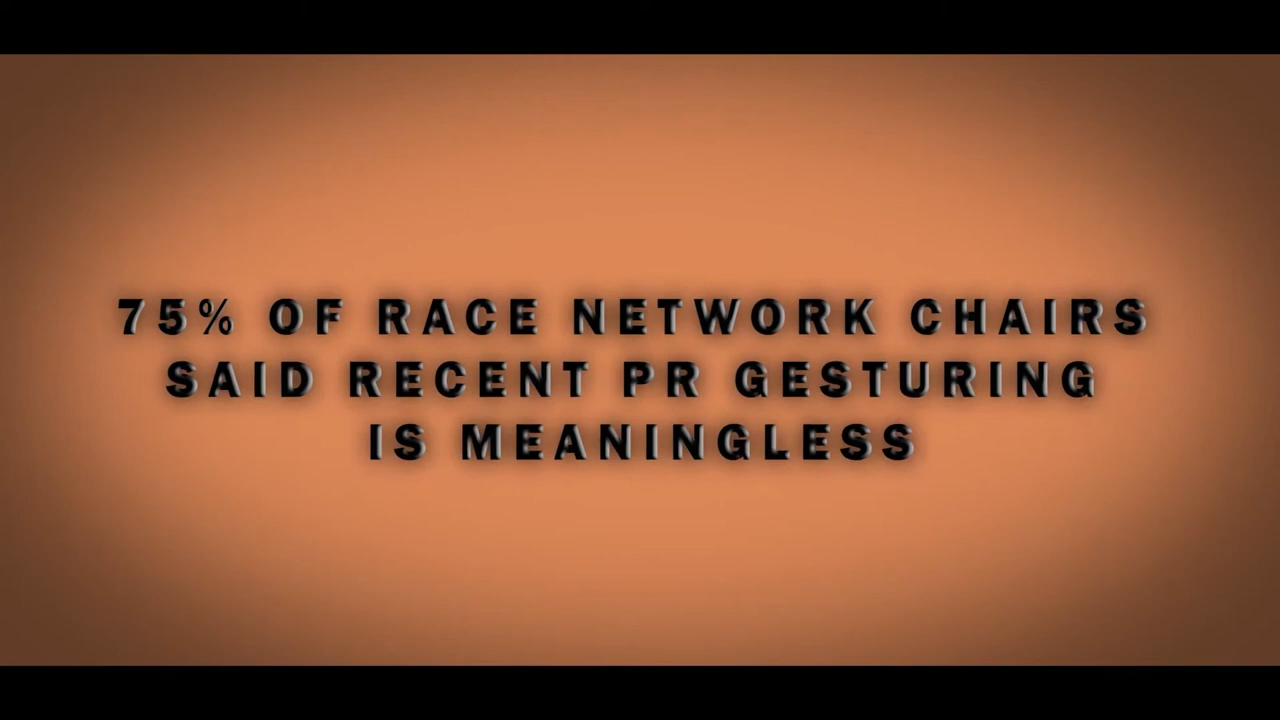 75% OF RACE NETWORK CHAIRS
SAID RECENT PR GESTURING
IS MEANINGLESS